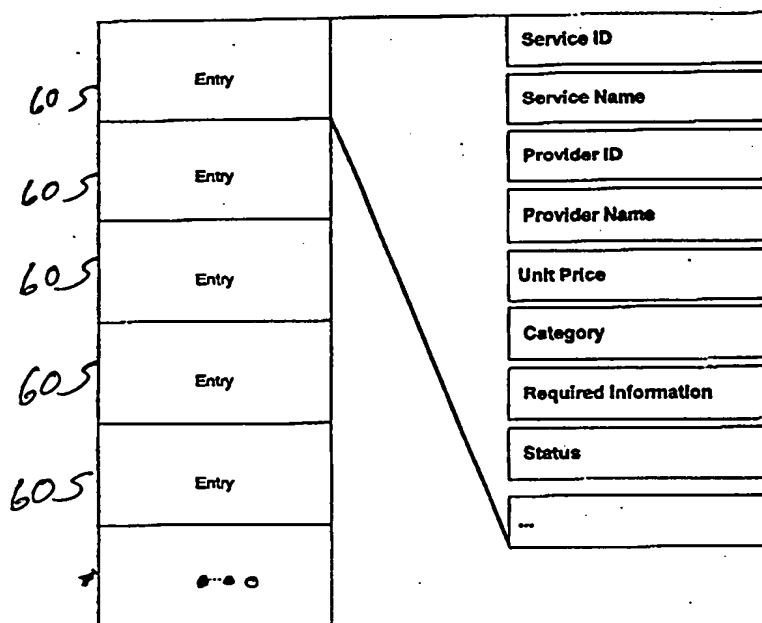 Service ID
Entry
605
Service Name
Provider ID
Entry
605
Provider Name
Entry
605
Unit Price
Category
Entry
605
Required Information
Status
Entry
605
...